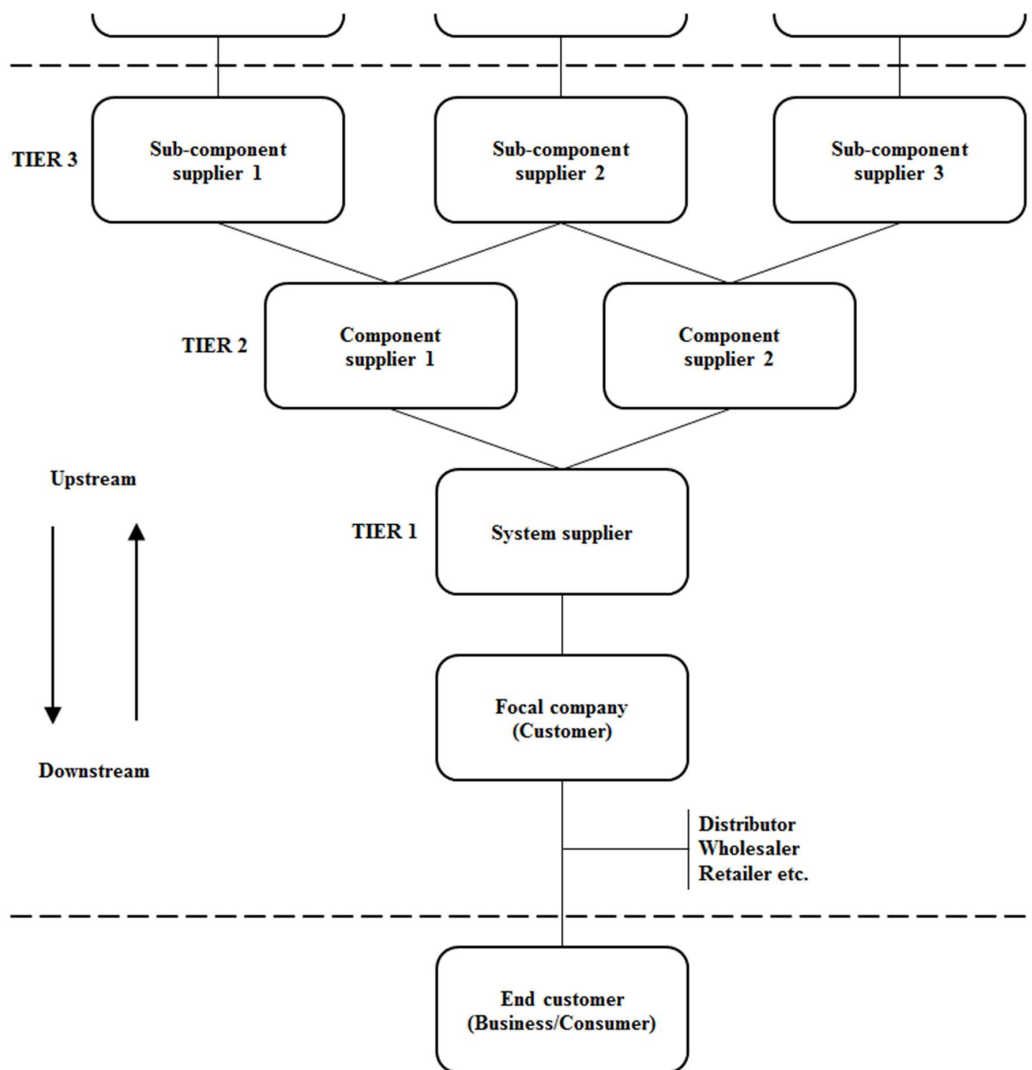 TIER 3
Sub-component
supplier 1
Sub-component
supplier 2
Sub-component
supplier 3
TIER 2
Component
supplier 1
Component
supplier 2
Upstream
TIER 1
System supplier
Focal company
(Customer)
Downstream
Distributor
Wholesaler
Retailer etc.
End customer
(Business/Consumer)